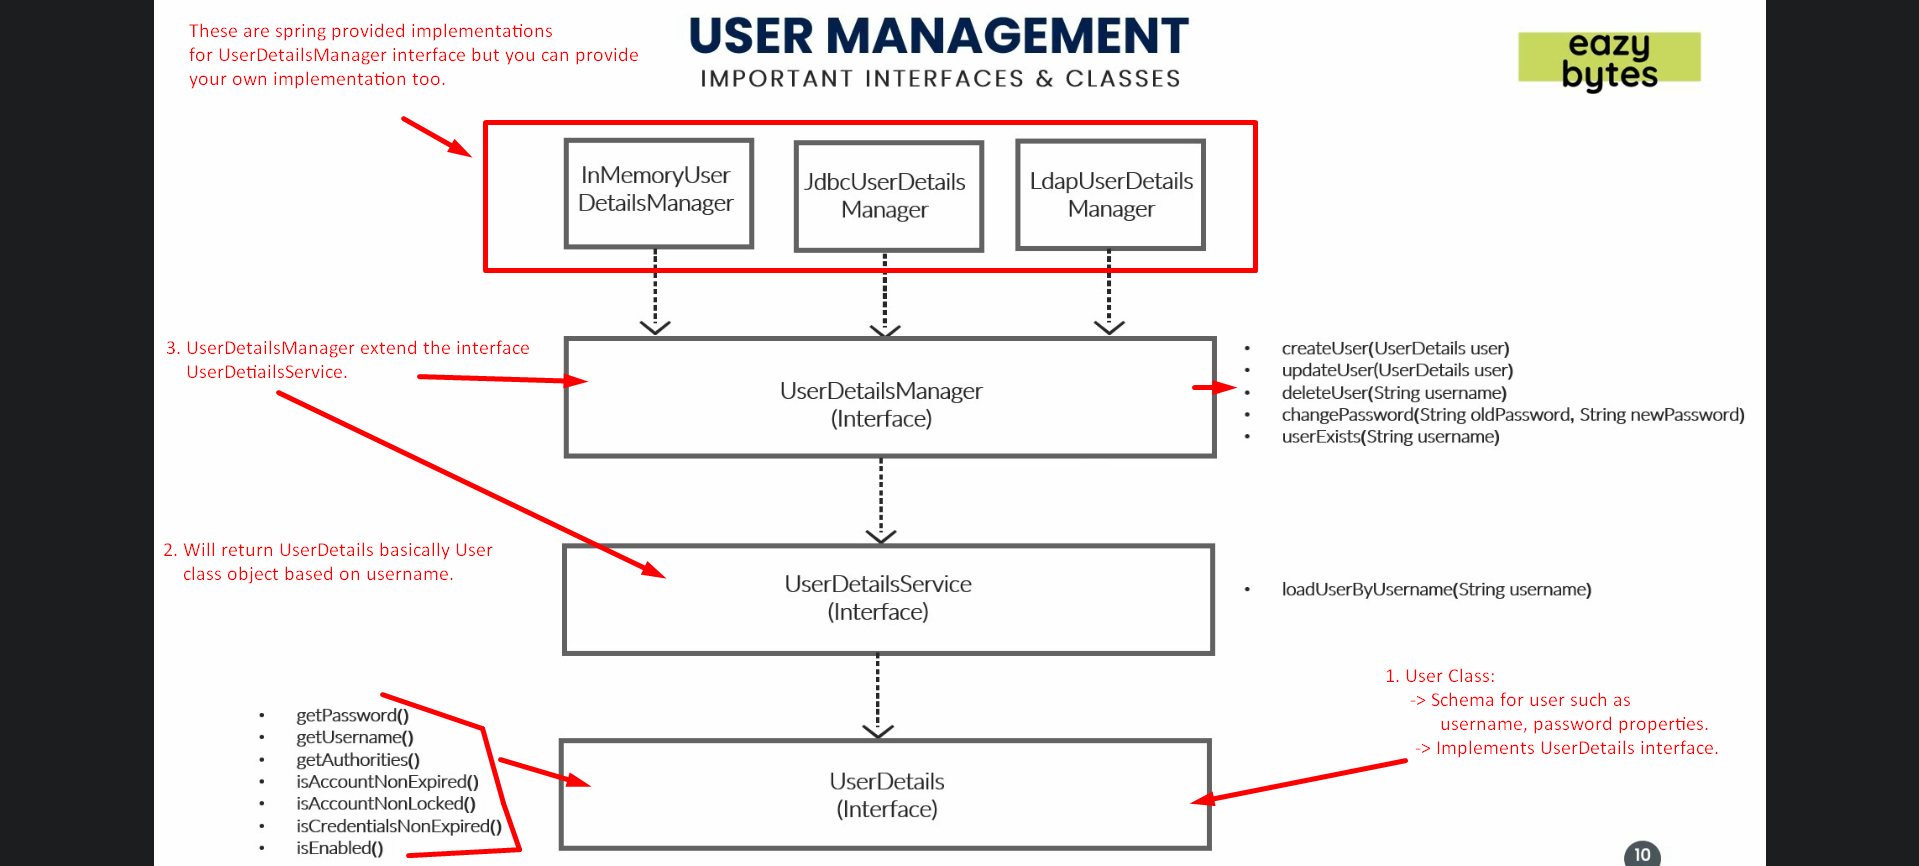 These are spring provided implementations
for UserDetailsManager interface but you can provide
your own implementation too.
USER MANAGEMENT
IMPORTANT INTERFACES & CLASSES
eazy
bytes
InMemoryUser
DetailsManager
JdbcUserDetails
Manager
LdapUserDetails
Manager
3. UserDetailsManager extend the interface
UserDetiailsService.
UserDetailsManager
(Interface)
• createUser(UserDetails user)
• updateUser(UserDetails user)
• deleteUser(String username)
• changePassword(String oldPassword, String newPassword)
• userExists(String username)
2. Will return UserDetails basically User
class object based on username.
UserDetailsService
(Interface)
• loadUserByUsername(String username)
1. User Class:
-> Schema for user such as
username, password properties.
-> Implements UserDetails interface.
• getPassword()
• getUsername()
• getAuthorities()
• isAccountNonExpired()
• isAccountNonLocked()
• isCredentialsNonExpired()
• isEnabled()
UserDetails
(Interface)
10